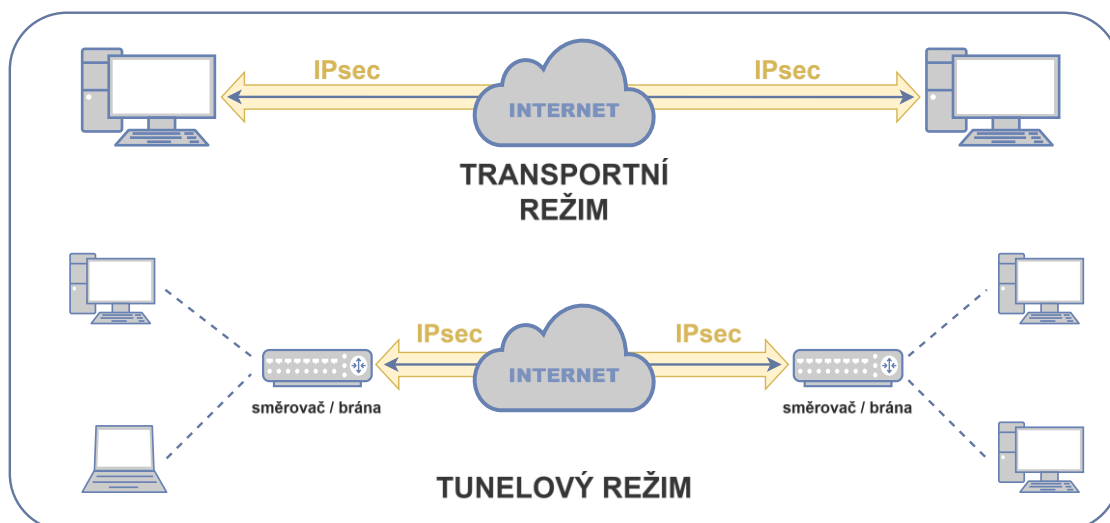 IPsec
IPsec
INTERNET
TRANSPORTNÍ
REŽIM
IPsec
IPsec
INTERNET
směrovač / brána
směrovač / brána
TUNELOVÝ REŽIM